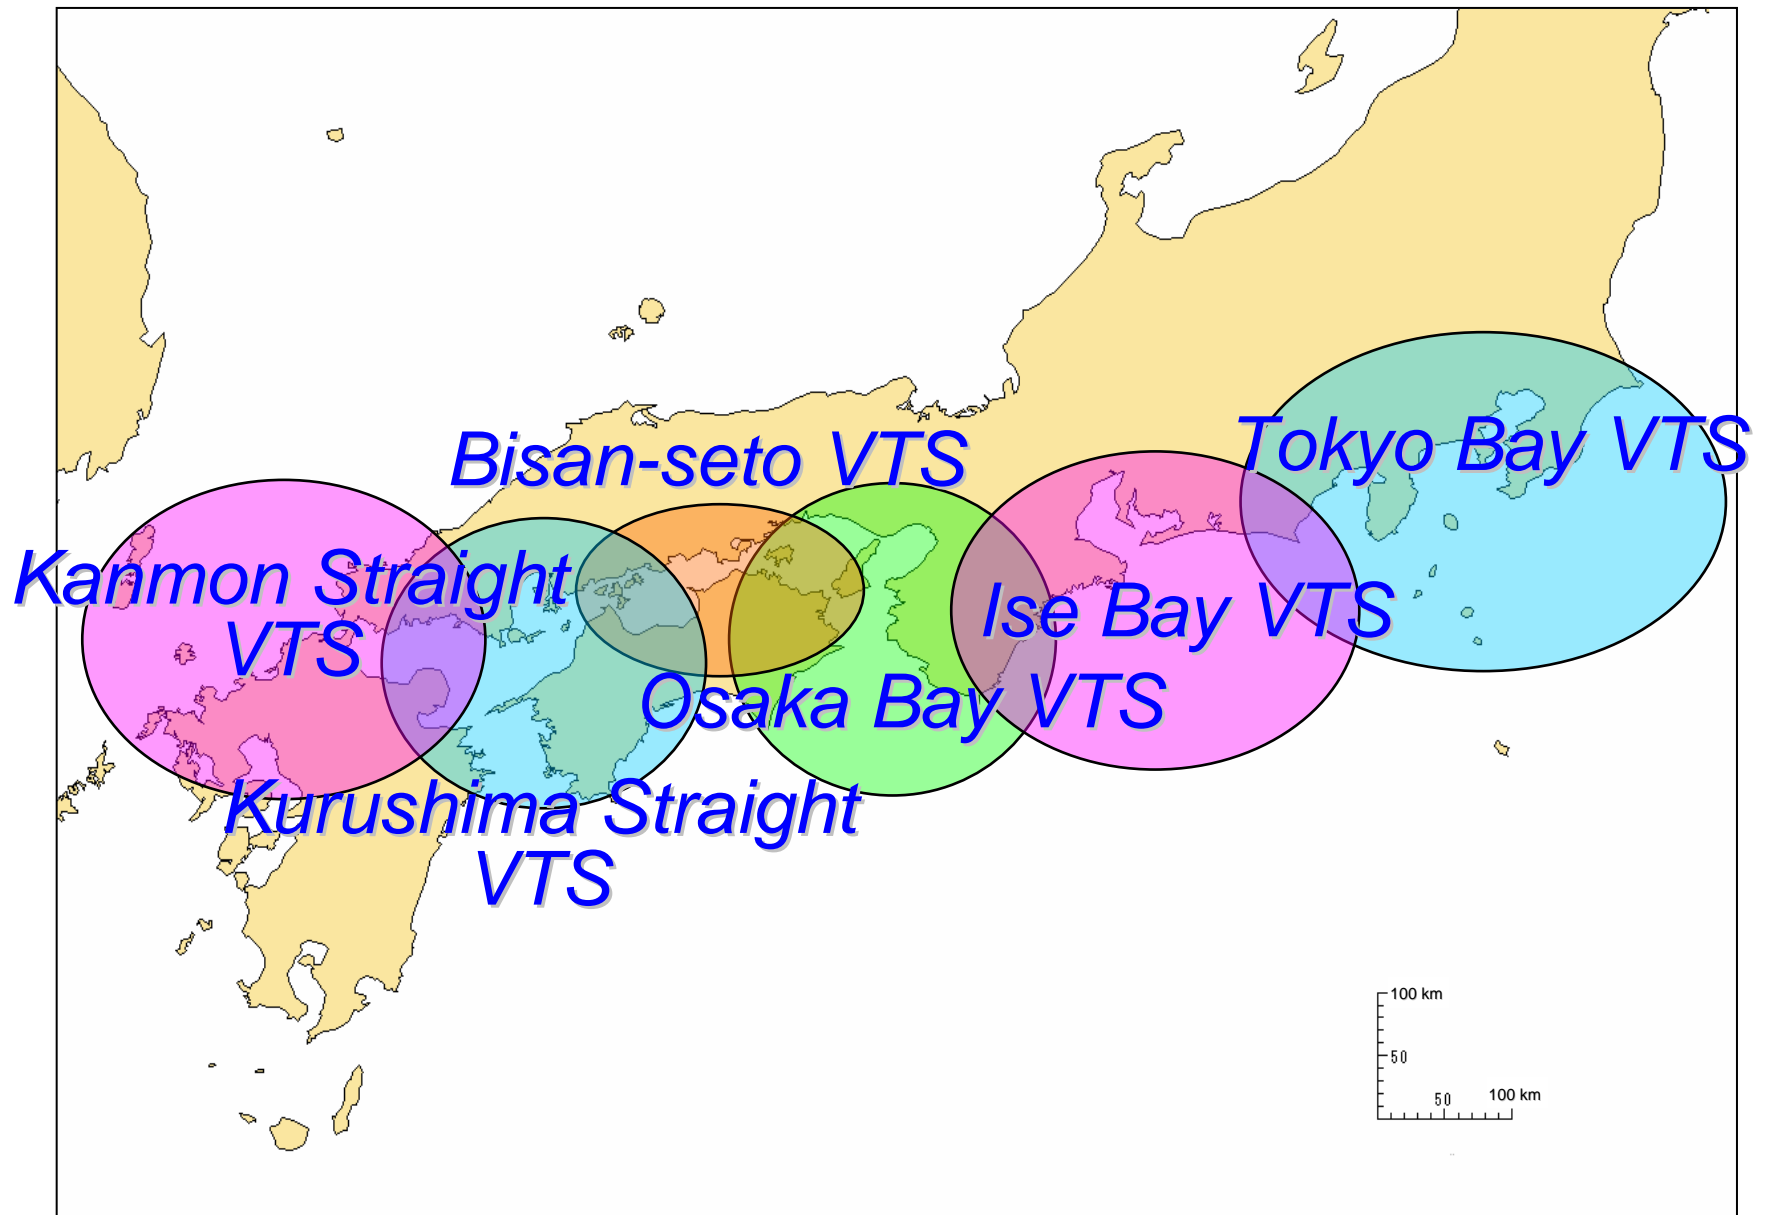 Tokyo Bay VTS
Bisan-seto VTS
Kanmon Straight
VTS
Ise Bay VTS
Osaka Bay VTS
Kurushima Straight
VTS
100 km
50
50
100 km